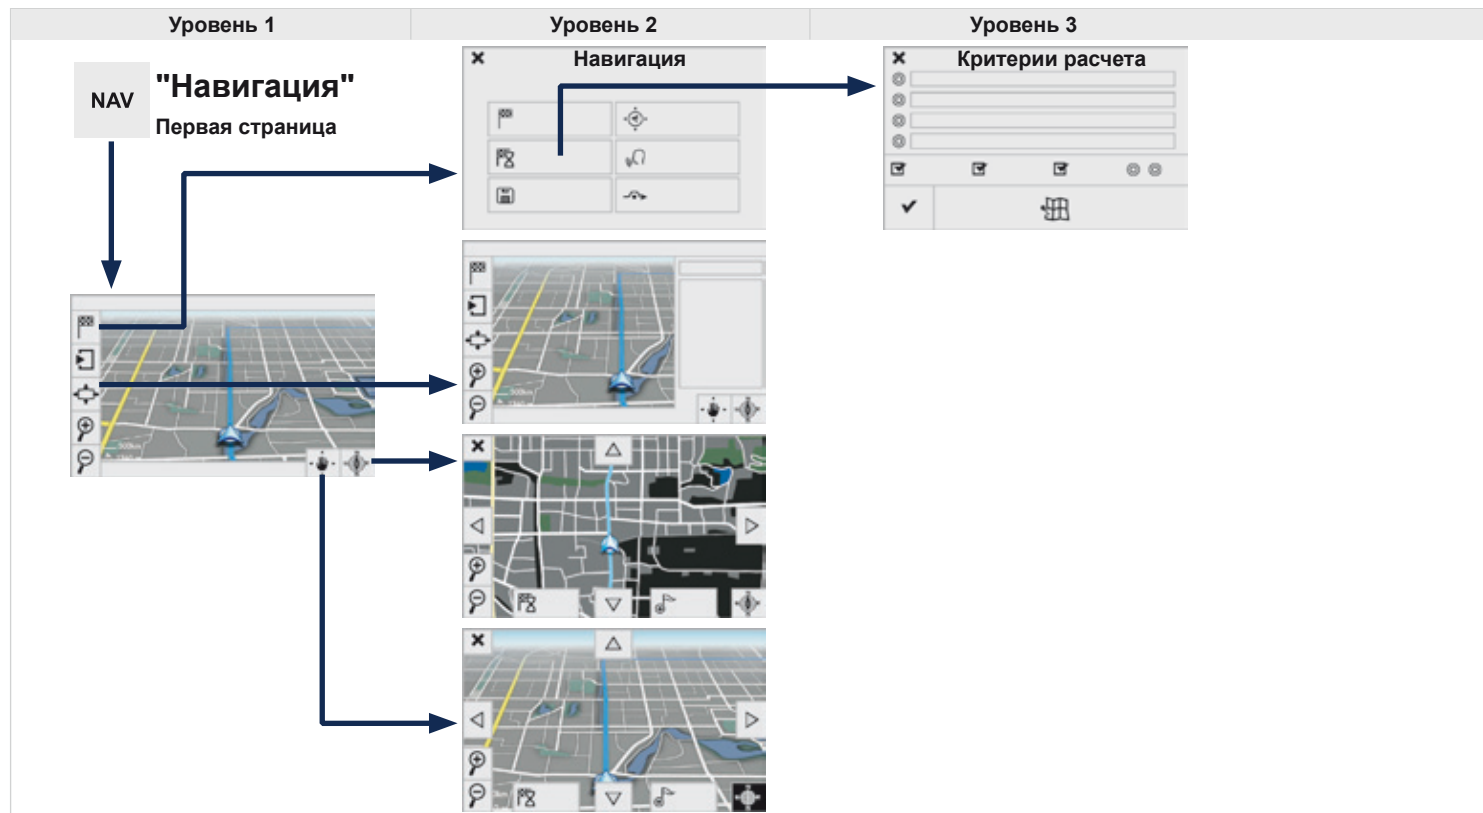 Уровень 1
Уровень 2
Уровень 3
NAV
"Навигация"
Первая страница
Навигация
Критерии расчета